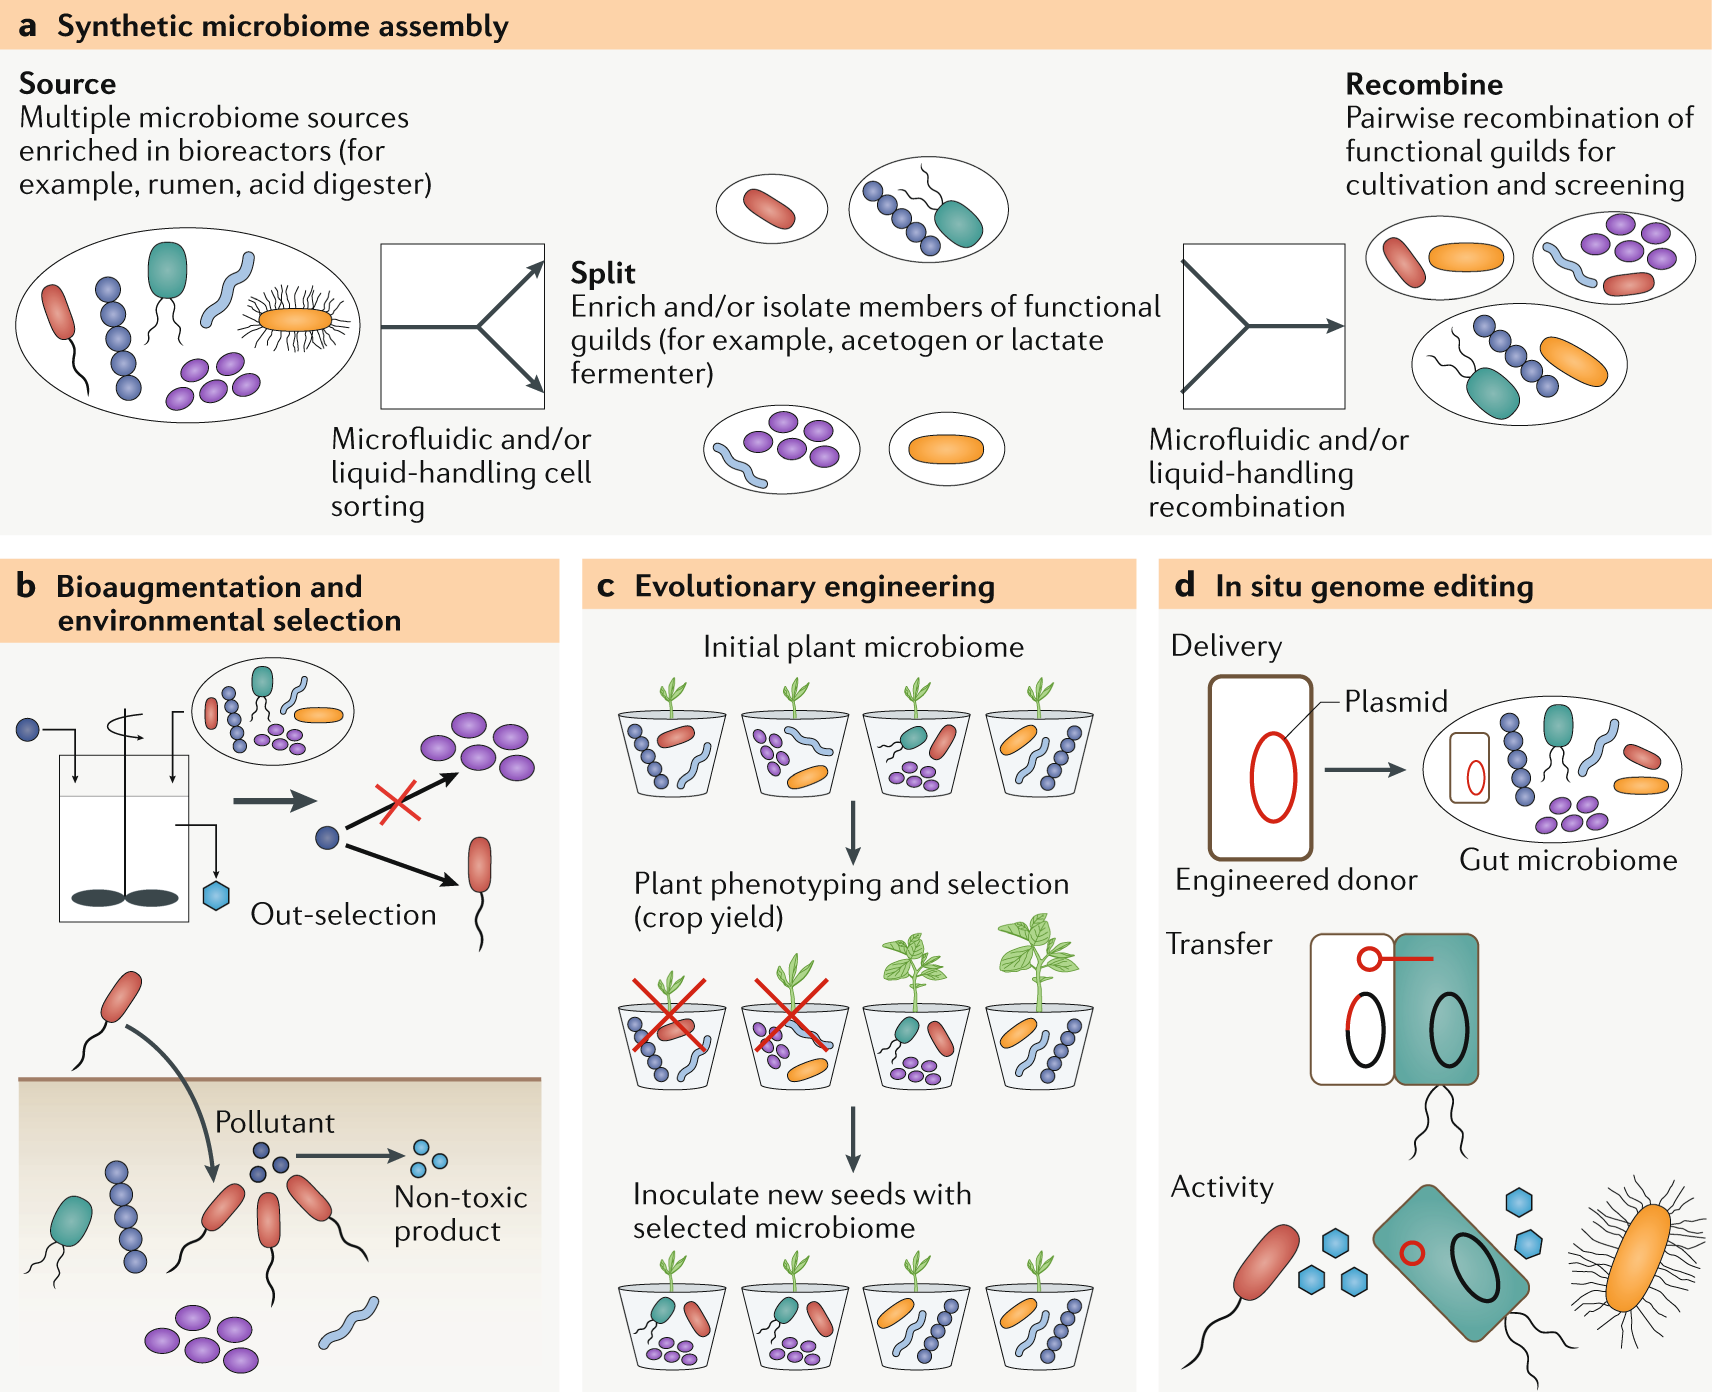 a Synthetic microbiome assembly
Source
Multiple microbiome sources
enriched in bioreactors (for
example, rumen, acid digester)
Microfluidic and/or
liquid-handling cell
sorting
Split
Enrich and/or isolate members of functional
guilds (for example, acetogen or lactate
fermenter)
Microfluidic and/or
liquid-handling
recombination
Recombine
Pairwise recombination of
functional guilds for
cultivation and screening
b Bioaugmentation and
environmental selection
Out-selection
Pollutant
Non-toxic
product
c Evolutionary engineering
Initial plant microbiome
Plant phenotyping and selection
(crop yield)
Inoculate new seeds with
selected microbiome
d In situ genome editing
Delivery
Plasmid
Engineered donor
Gut microbiome
Transfer
Activity